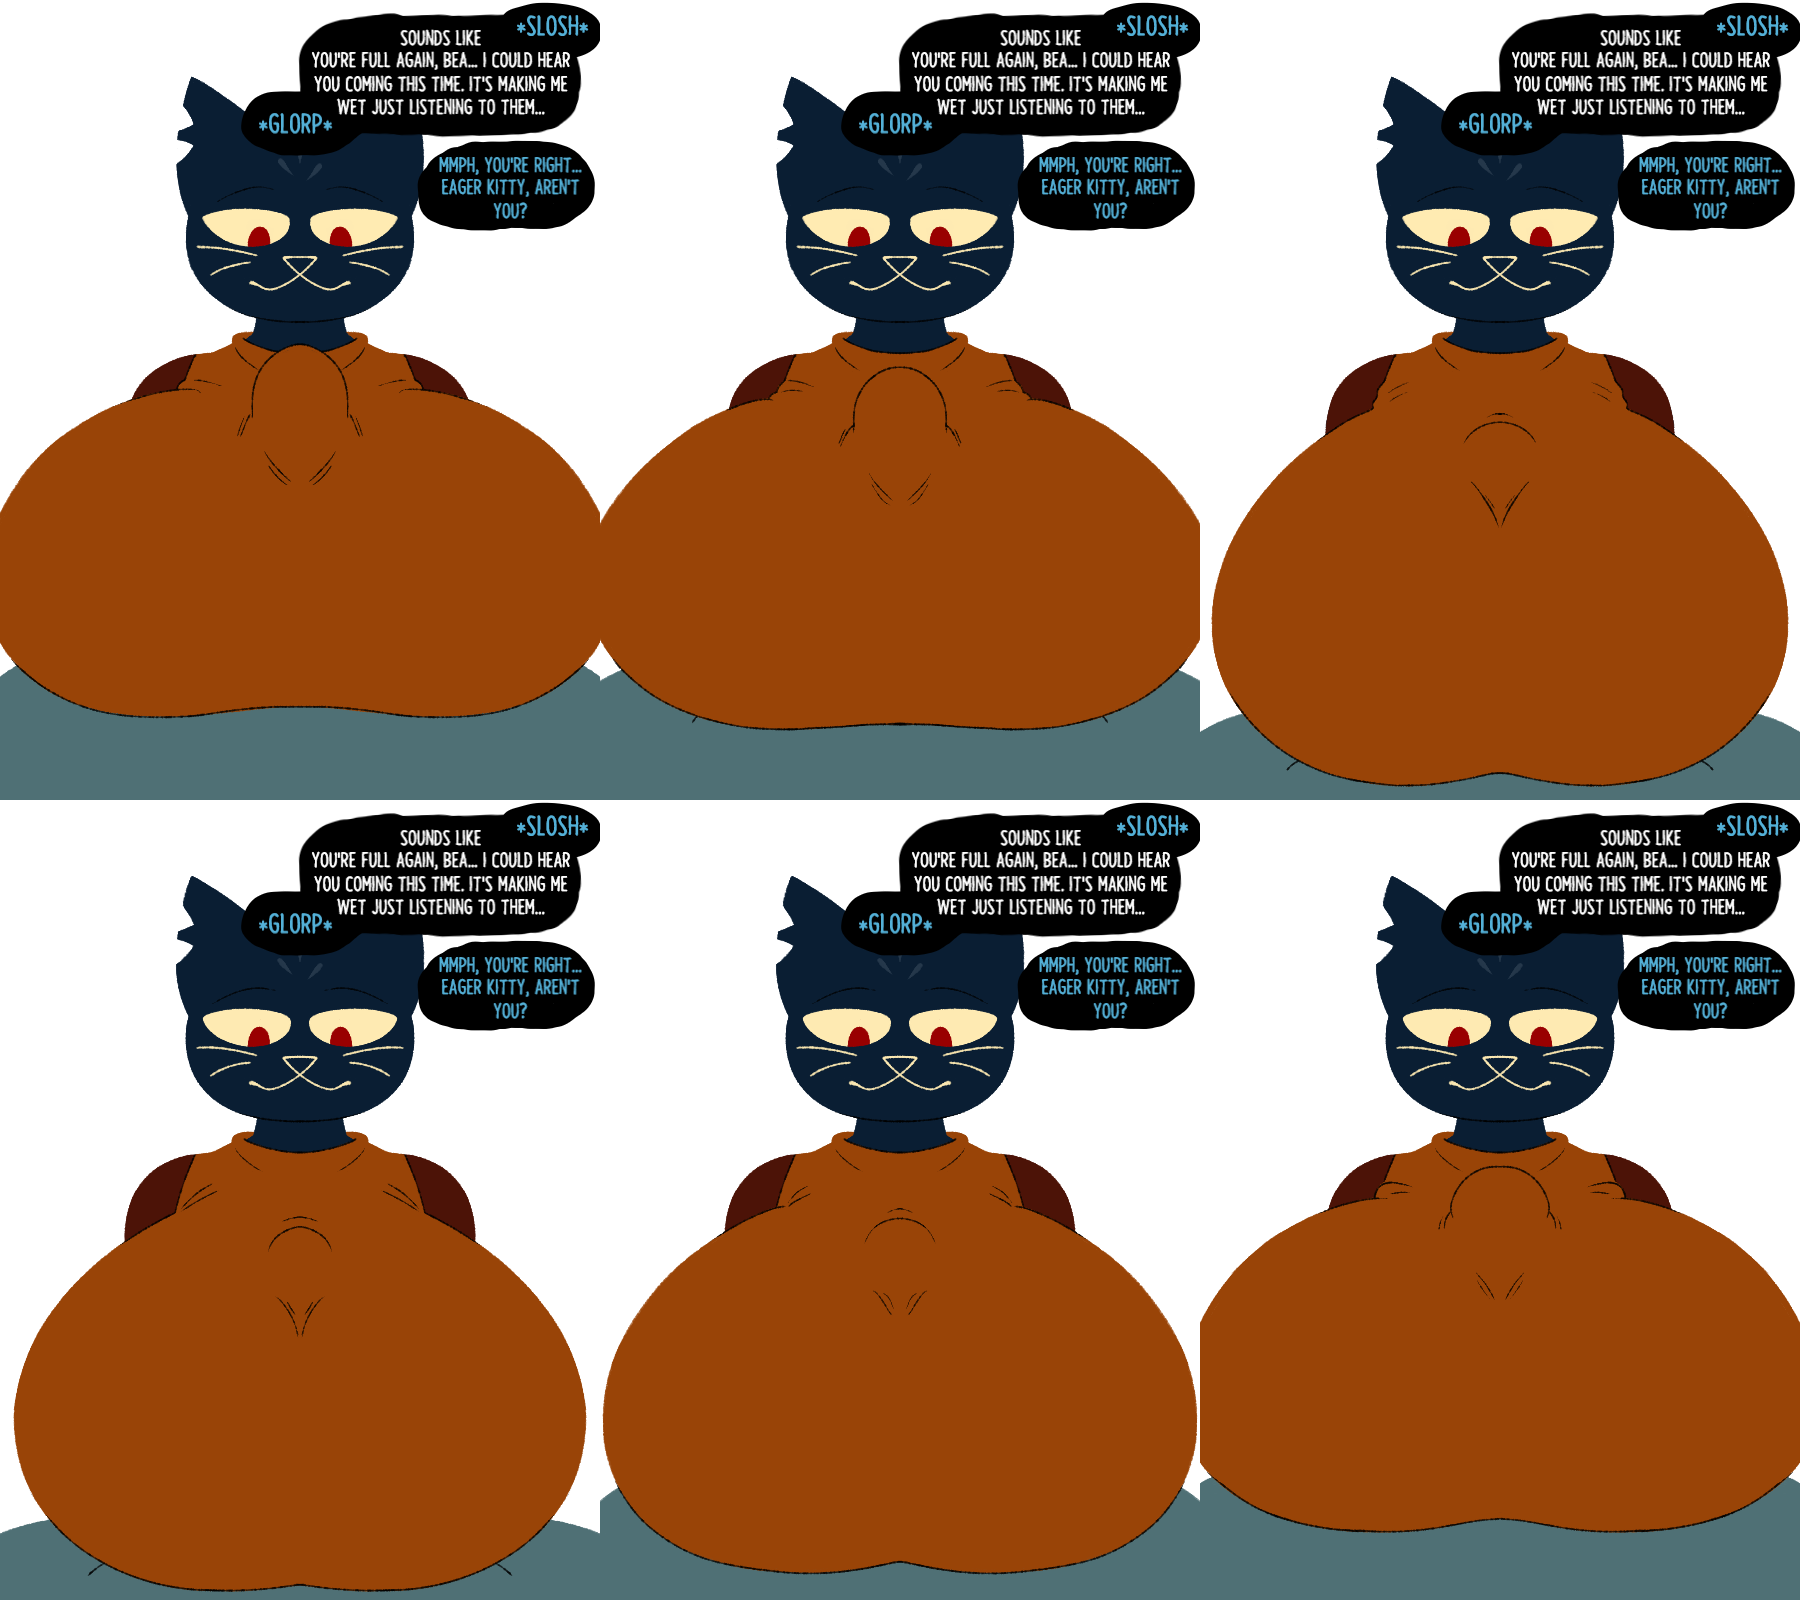 *SLOSH*
SOUNDS LIKE
YOU'RE FULL AGAIN, BEA... I COULD HEAR
YOU COMING THIS TIME. IT'S MAKING ME
WET JUST LISTENING TO THEM...
*GLORP*
MMPH, YOU'RE RIGHT...
EAGER KITTY, AREN'T
YOU?
*SLOSH*
SOUNDS LIKE
YOU'RE FULL AGAIN, BEA... I COULD HEAR
YOU COMING THIS TIME. IT'S MAKING ME
WET JUST LISTENING TO THEM...
*GLORP*
MMPH, YOU'RE RIGHT...
EAGER KITTY, AREN'T
YOU?
*SLOSH*
SOUNDS LIKE
YOU'RE FULL AGAIN, BEA... I COULD HEAR
YOU COMING THIS TIME. IT'S MAKING ME
WET JUST LISTENING TO THEM...
*GLORP*
MMPH, YOU'RE RIGHT...
EAGER KITTY, AREN'T
YOU?
*SLOSH*
SOUNDS LIKE
YOU'RE FULL AGAIN, BEA... I COULD HEAR
YOU COMING THIS TIME. IT'S MAKING ME
WET JUST LISTENING TO THEM...
*GLORP*
MMPH, YOU'RE RIGHT...
EAGER KITTY, AREN'T
YOU?
*SLOSH*
SOUNDS LIKE
YOU'RE FULL AGAIN, BEA... I COULD HEAR
YOU COMING THIS TIME. IT'S MAKING ME
WET JUST LISTENING TO THEM...
*GLORP*
MMPH, YOU'RE RIGHT...
EAGER KITTY, AREN'T
YOU?
*SLOSH*
SOUNDS LIKE
YOU'RE FULL AGAIN, BEA... I COULD HEAR
YOU COMING THIS TIME. IT'S MAKING ME
WET JUST LISTENING TO THEM...
*GLORP*
MMPH, YOU'RE RIGHT...
EAGER KITTY, AREN'T
YOU?